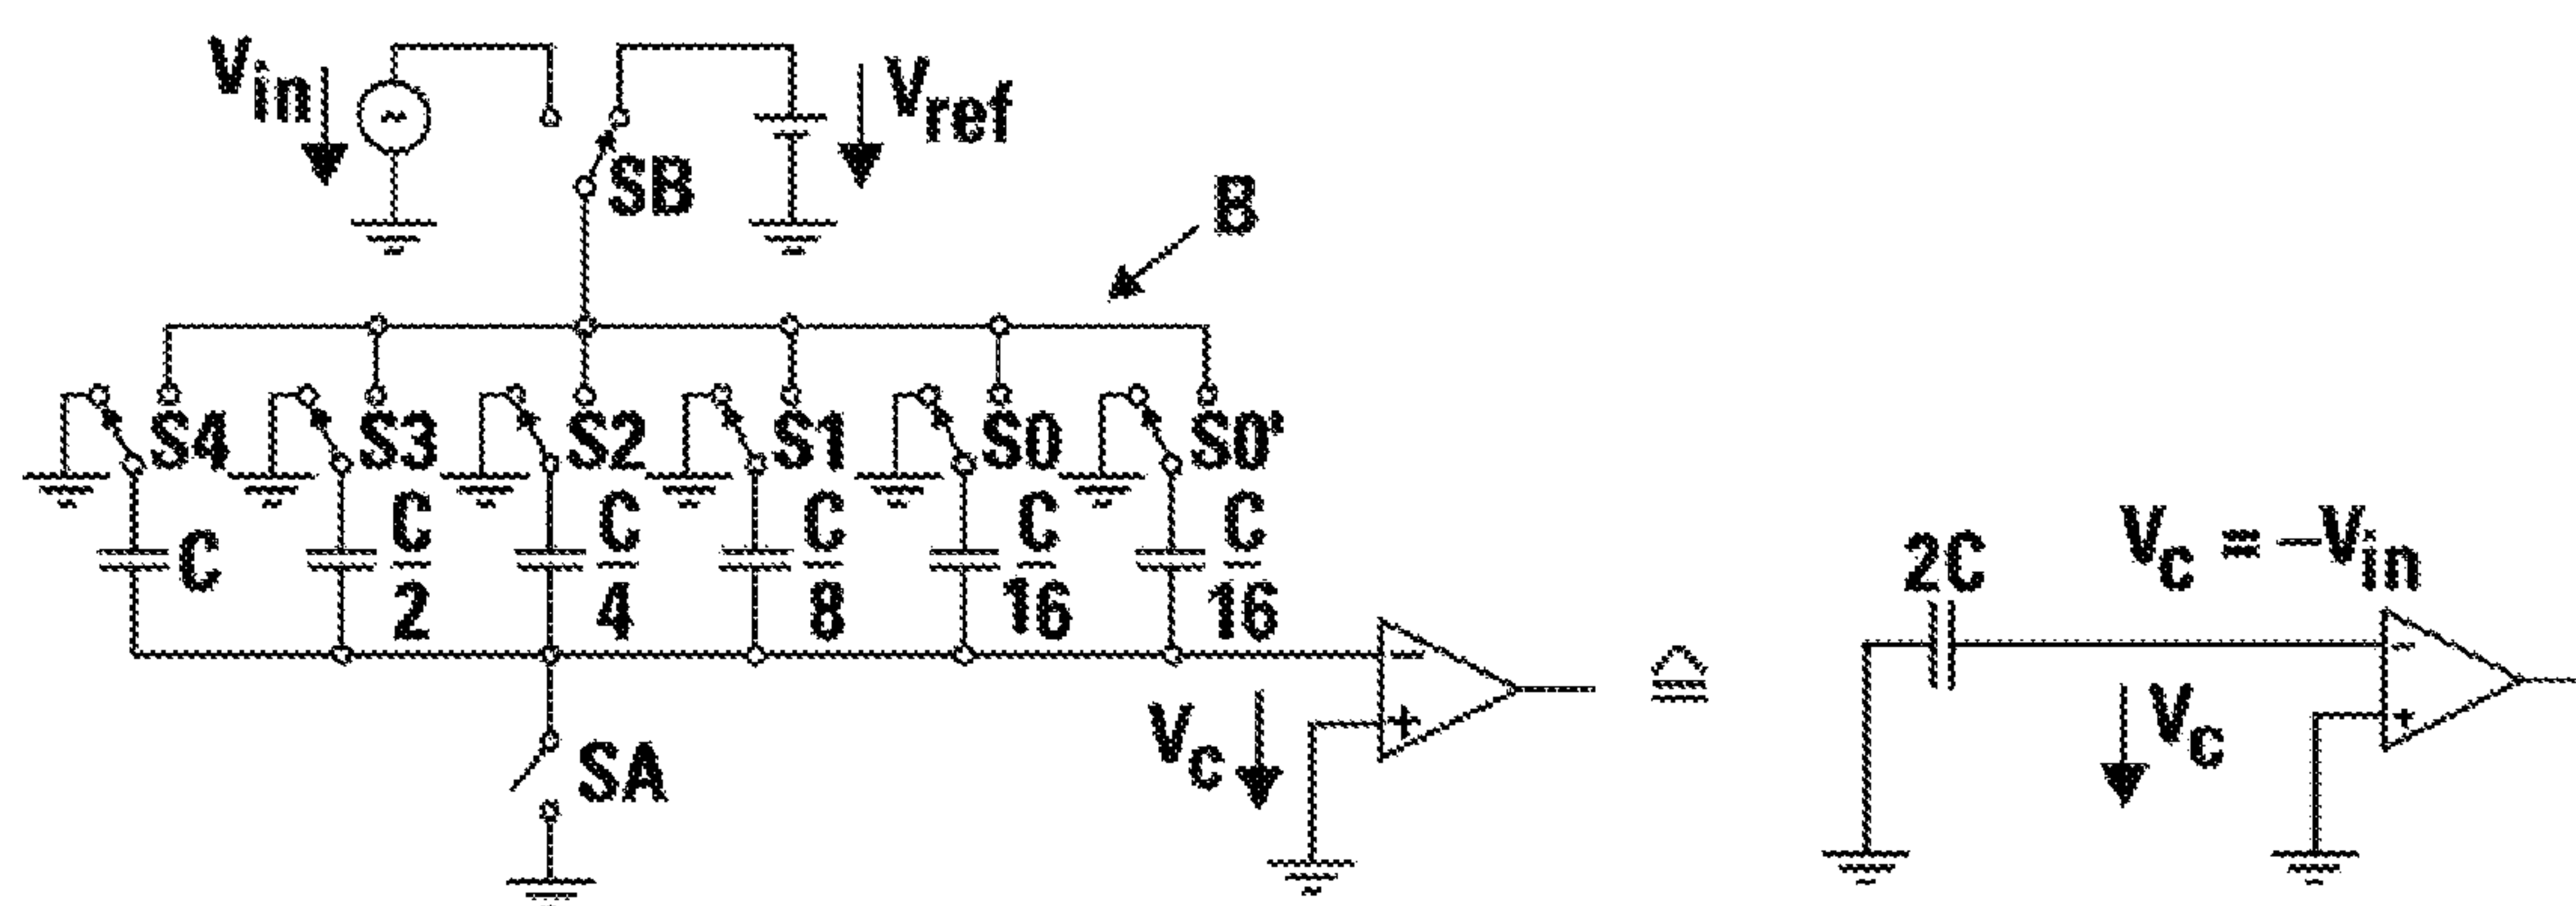 Vin
Vref
SB
B
S4 S3 S2 S1 S0 S0'
C C/2 C/4 C/8 C/16 C/16
SA
Vc
− +
≙
2C
Vc = −Vin
Vc
− +